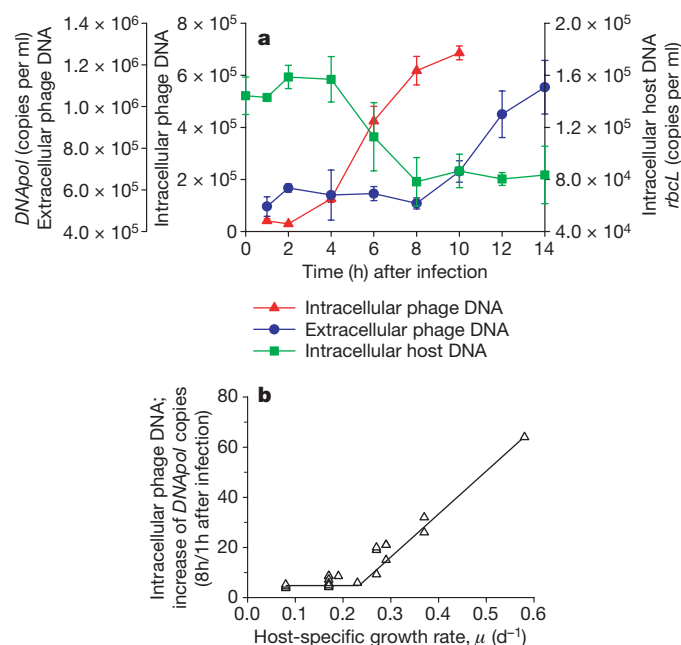 a
DNApol (copies per ml)
Extracellular phage DNA
1.4 × 10⁶
1.2 × 10⁶
1.0 × 10⁶
8.0 × 10⁵
6.0 × 10⁵
4.0 × 10⁵
Intracellular phage DNA
8 × 10⁵
6 × 10⁵
4 × 10⁵
2 × 10⁵
0
2.0 × 10⁵
1.6 × 10⁵
1.2 × 10⁵
8.0 × 10⁴
4.0 × 10⁴
Intracellular host DNA
rbcL (copies per ml)
0 2 4 6 8 10 12 14
Time (h) after infection
Intracellular phage DNA
Extracellular phage DNA
Intracellular host DNA
b
Intracellular phage DNA;
increase of DNApol copies
(8h/1h after infection)
80
60
40
20
0
0.0 0.1 0.2 0.3 0.4 0.5 0.6
Host-specific growth rate, μ (d⁻¹)